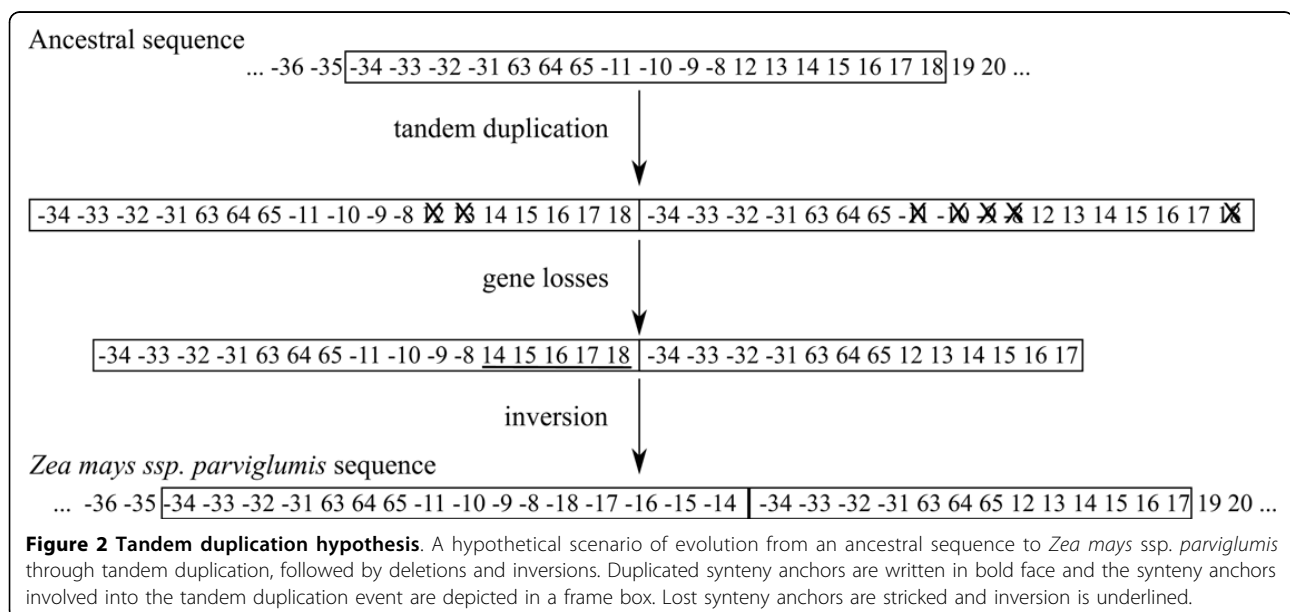 Ancestral sequence
... -36 -35 -34 -33 -32 -31 63 64 65 -11 -10 -9 -8 12 13 14 15 16 17 18 19 20 ...
tandem duplication
-34 -33 -32 -31 63 64 65 -11 -10 -9 -8 12 13 14 15 16 17 18 -34 -33 -32 -31 63 64 65 -11 -10 -9 -8 12 13 14 15 16 17 18
gene losses
-34 -33 -32 -31 63 64 65 -11 -10 -9 -8 14 15 16 17 18 -34 -33 -32 -31 63 64 65 12 13 14 15 16 17
inversion
Zea mays ssp. parviglumis sequence
... -36 -35 -34 -33 -32 -31 63 64 65 -11 -10 -9 -8 -18 -17 -16 -15 -14 -34 -33 -32 -31 63 64 65 12 13 14 15 16 17 19 20 ...
Figure 2 Tandem duplication hypothesis. A hypothetical scenario of evolution from an ancestral sequence to Zea mays ssp. parviglumis
through tandem duplication, followed by deletions and inversions. Duplicated synteny anchors are written in bold face and the synteny anchors
involved into the tandem duplication event are depicted in a frame box. Lost synteny anchors are stricked and inversion is underlined.